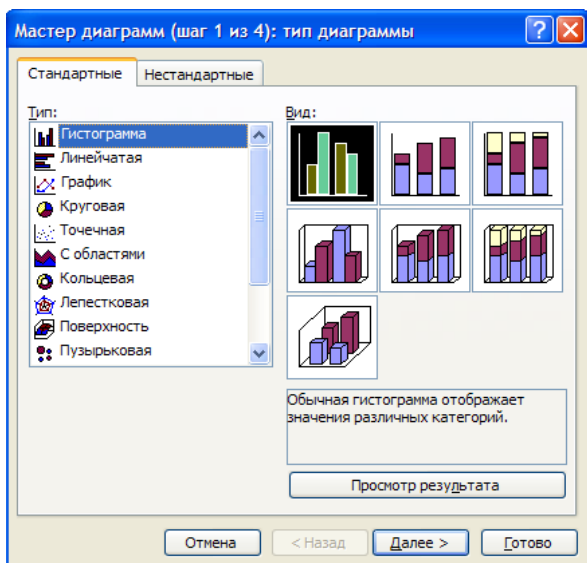 Мастер диаграмм (шаг 1 из 4): тип диаграммы
Стандартные Нестандартные
Тип:
Гистограмма
Линейчатая
График
Круговая
Точечная
С областями
Кольцевая
Лепестковая
Поверхность
Пузырьковая
Вид:
Обычная гистограмма отображает
значения различных категорий.
Просмотр результата
Отмена < Назад Далее > Готово